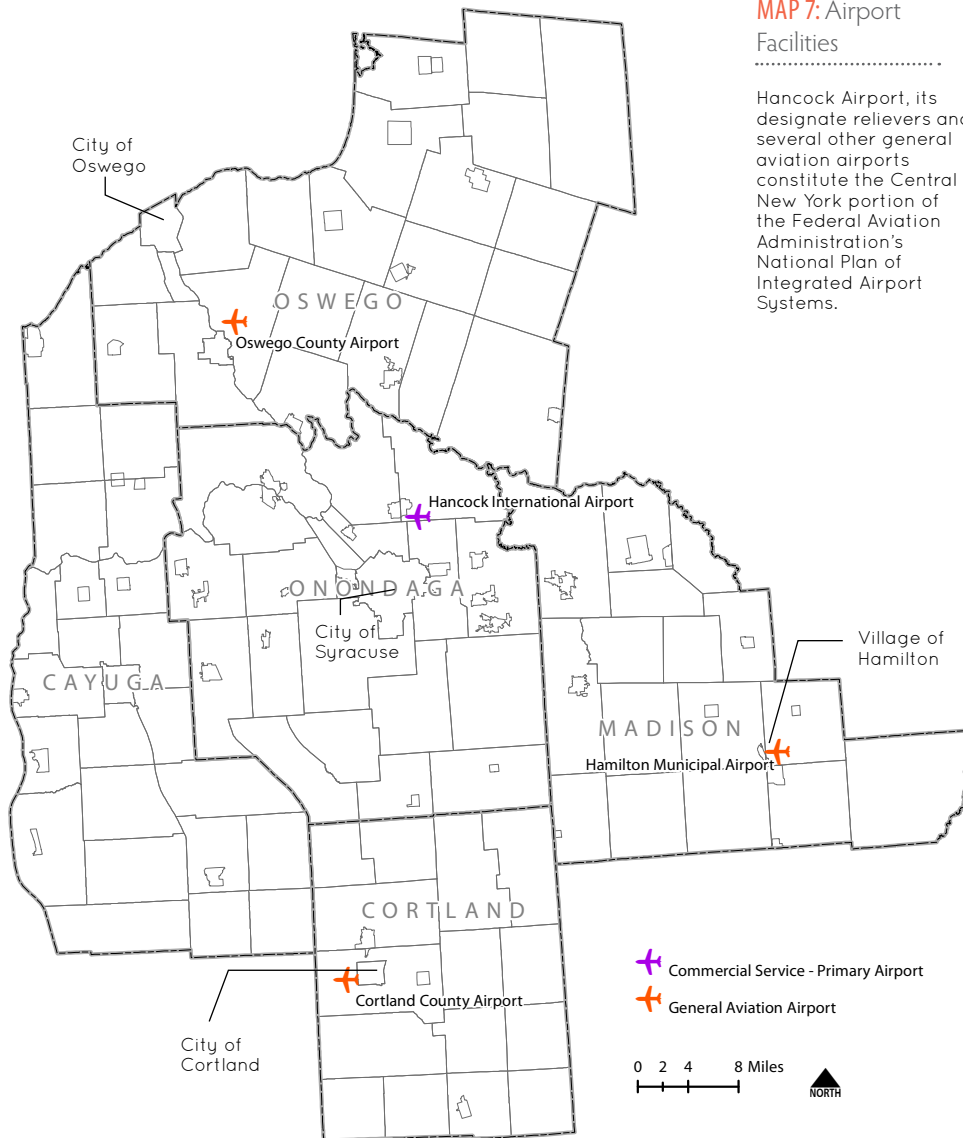 MAP 7: Airport
Facilities
Hancock Airport, its
designate relievers and
several other general
aviation airports
constitute the Central
New York portion of
the Federal Aviation
Administration's
National Plan of
Integrated Airport
Systems.
City of
Oswego
OSWEGO
Oswego County Airport
Hancock International Airport
ONONDAGA
City of
Syracuse
Village of
Hamilton
CAYUGA
MADISON
Hamilton Municipal Airport
CORTLAND
Cortland County Airport
City of
Cortland
Commercial Service - Primary Airport
General Aviation Airport
0 2 4 8 Miles
NORTH